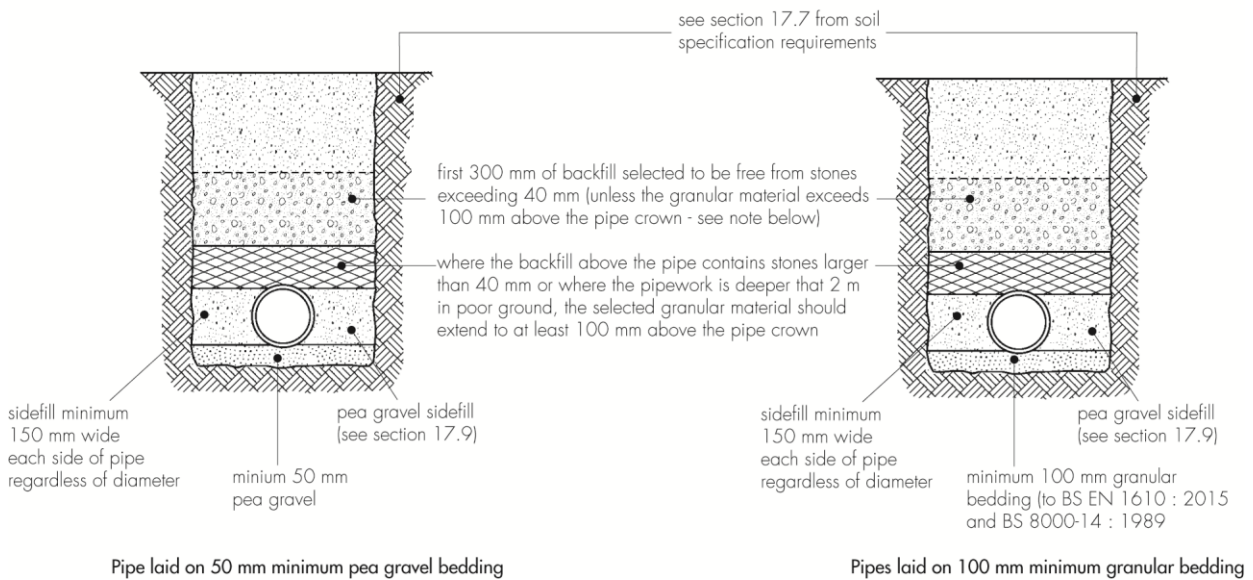 see section 17.7 from soil
specification requirements
first 300 mm of backfill selected to be free from stones
exceeding 40 mm (unless the granular material exceeds
100 mm above the pipe crown - see note below)
where the backfill above the pipe contains stones larger
than 40 mm or where the pipework is deeper that 2 m
in poor ground, the selected granular material should
extend to at least 100 mm above the pipe crown
sidefill minimum
150 mm wide
each side of pipe
regardless of diameter
minium 50 mm
pea gravel
pea gravel sidefill
(see section 17.9)
sidefill minimum
150 mm wide
each side of pipe
regardless of diameter
minimum 100 mm granular
bedding (to BS EN 1610 : 2015
and BS 8000-14 : 1989
pea gravel sidefill
(see section 17.9)
Pipe laid on 50 mm minimum pea gravel bedding
Pipes laid on 100 mm minimum granular bedding